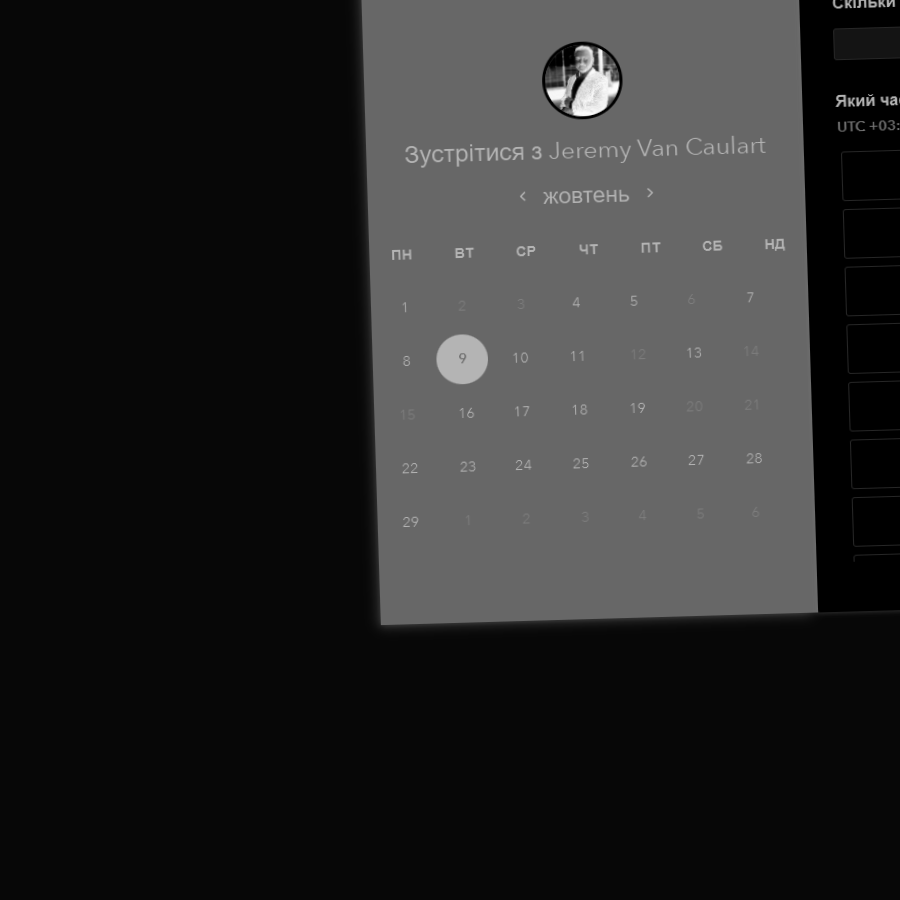 Зустрітися з Jeremy Van Caulart
жовтень
ПН ВТ СР ЧТ ПТ СБ НД
1 2 3 4 5 6 7
8 9 10 11 12 13 14
15 16 17 18 19 20 21
22 23 24 25 26 27 28
29 1 2 3 4 5 6
Скільки
Який час
UTC +03: